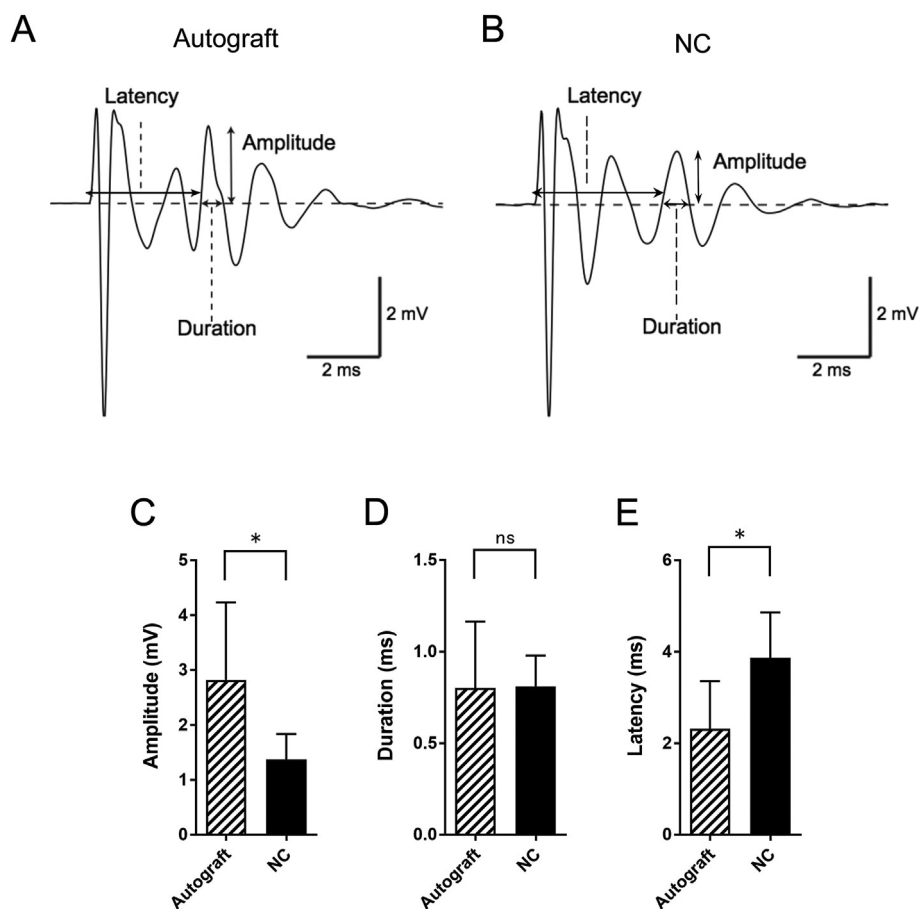 A
Autograft
Latency
Amplitude
Duration
2 mV
2 ms
B
NC
Latency
Amplitude
Duration
2 mV
2 ms
C
*
5
4
3
2
1
0
Amplitude (mV)
Autograft
NC
D
ns
1.5
1.0
0.5
0.0
Duration (ms)
Autograft
NC
E
*
6
4
2
0
Latency (ms)
Autograft
NC